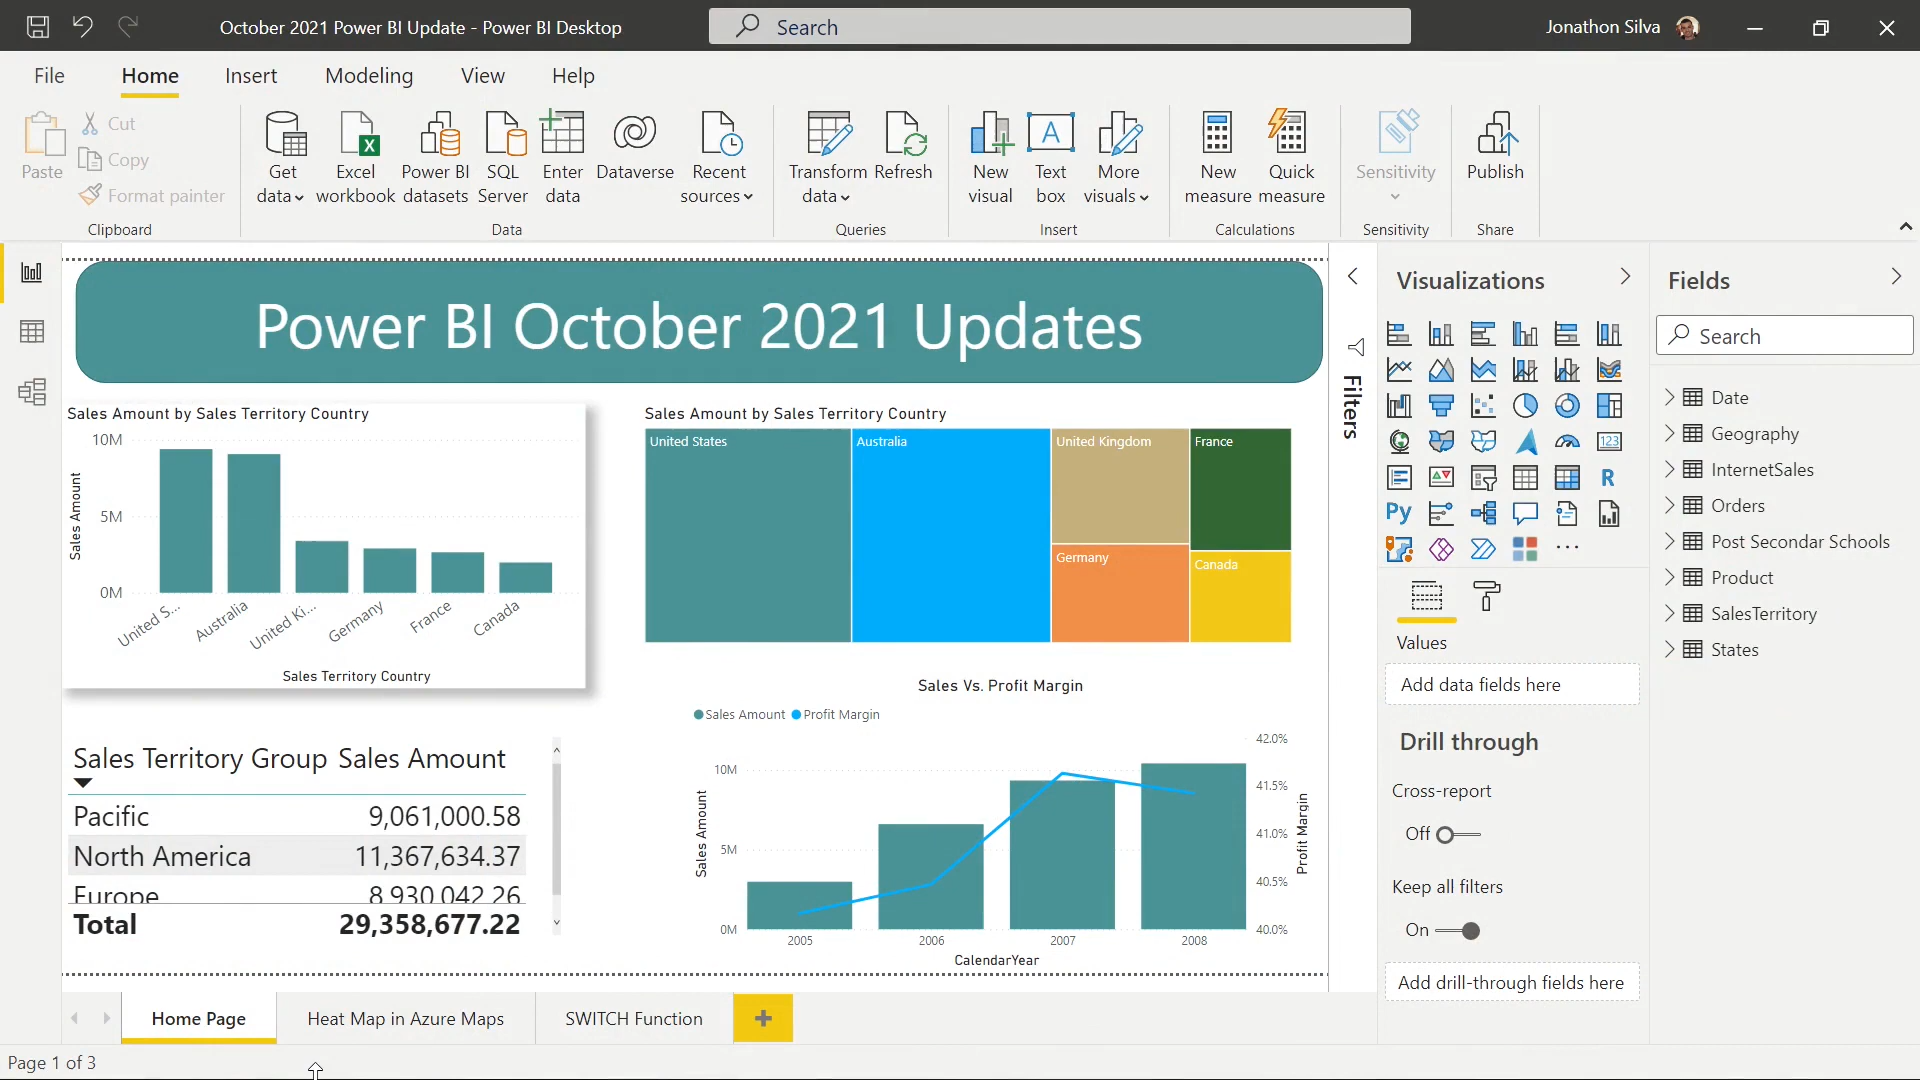 October 2021 Power BI Update - Power BI Desktop
Search
Jonathon Silva
File
Home
Insert
Modeling
View
Help
Paste
Cut
Copy
Format painter
Clipboard
Get data
Excel workbook
Power BI datasets
SQL Server
Enter data
Dataverse
Recent sources
Data
Transform data
Refresh
Queries
New visual
Text box
More visuals
Insert
New measure
Quick measure
Calculations
Sensitivity
Sensitivity
Publish
Share
Power BI October 2021 Updates
Sales Amount by Sales Territory Country
10M
5M
0M
Sales Amount
United S...
Australia
United Ki...
Germany
France
Canada
Sales Territory Country
Sales Amount by Sales Territory Country
United States
Australia
United Kingdom
France
Germany
Canada
Sales Territory Group Sales Amount
Pacific 9,061,000.58
North America 11,367,634.37
Europe 8,930,042.26
Total 29,358,677.22
Sales Vs. Profit Margin
Sales Amount Profit Margin
10M
5M
0M
Sales Amount
42.0%
41.5%
41.0%
40.5%
40.0%
Profit Margin
2005 2006 2007 2008
CalendarYear
Filters
Visualizations
123
R
Py
Values
Add data fields here
Drill through
Cross-report
Off
Keep all filters
On
Add drill-through fields here
Fields
Search
Date
Geography
InternetSales
Orders
Post Secondar Schools
Product
SalesTerritory
States
Home Page
Heat Map in Azure Maps
SWITCH Function
Page 1 of 3